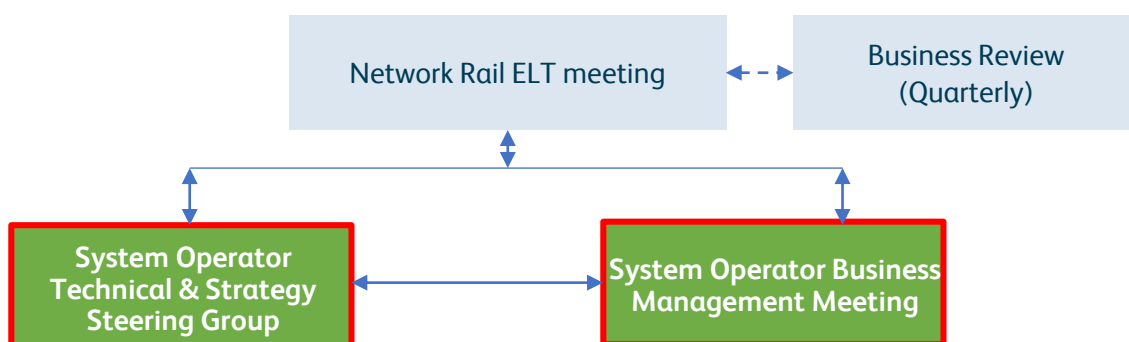 Network Rail ELT meeting
Business Review
(Quarterly)
System Operator
Technical & Strategy
Steering Group
System Operator Business
Management Meeting